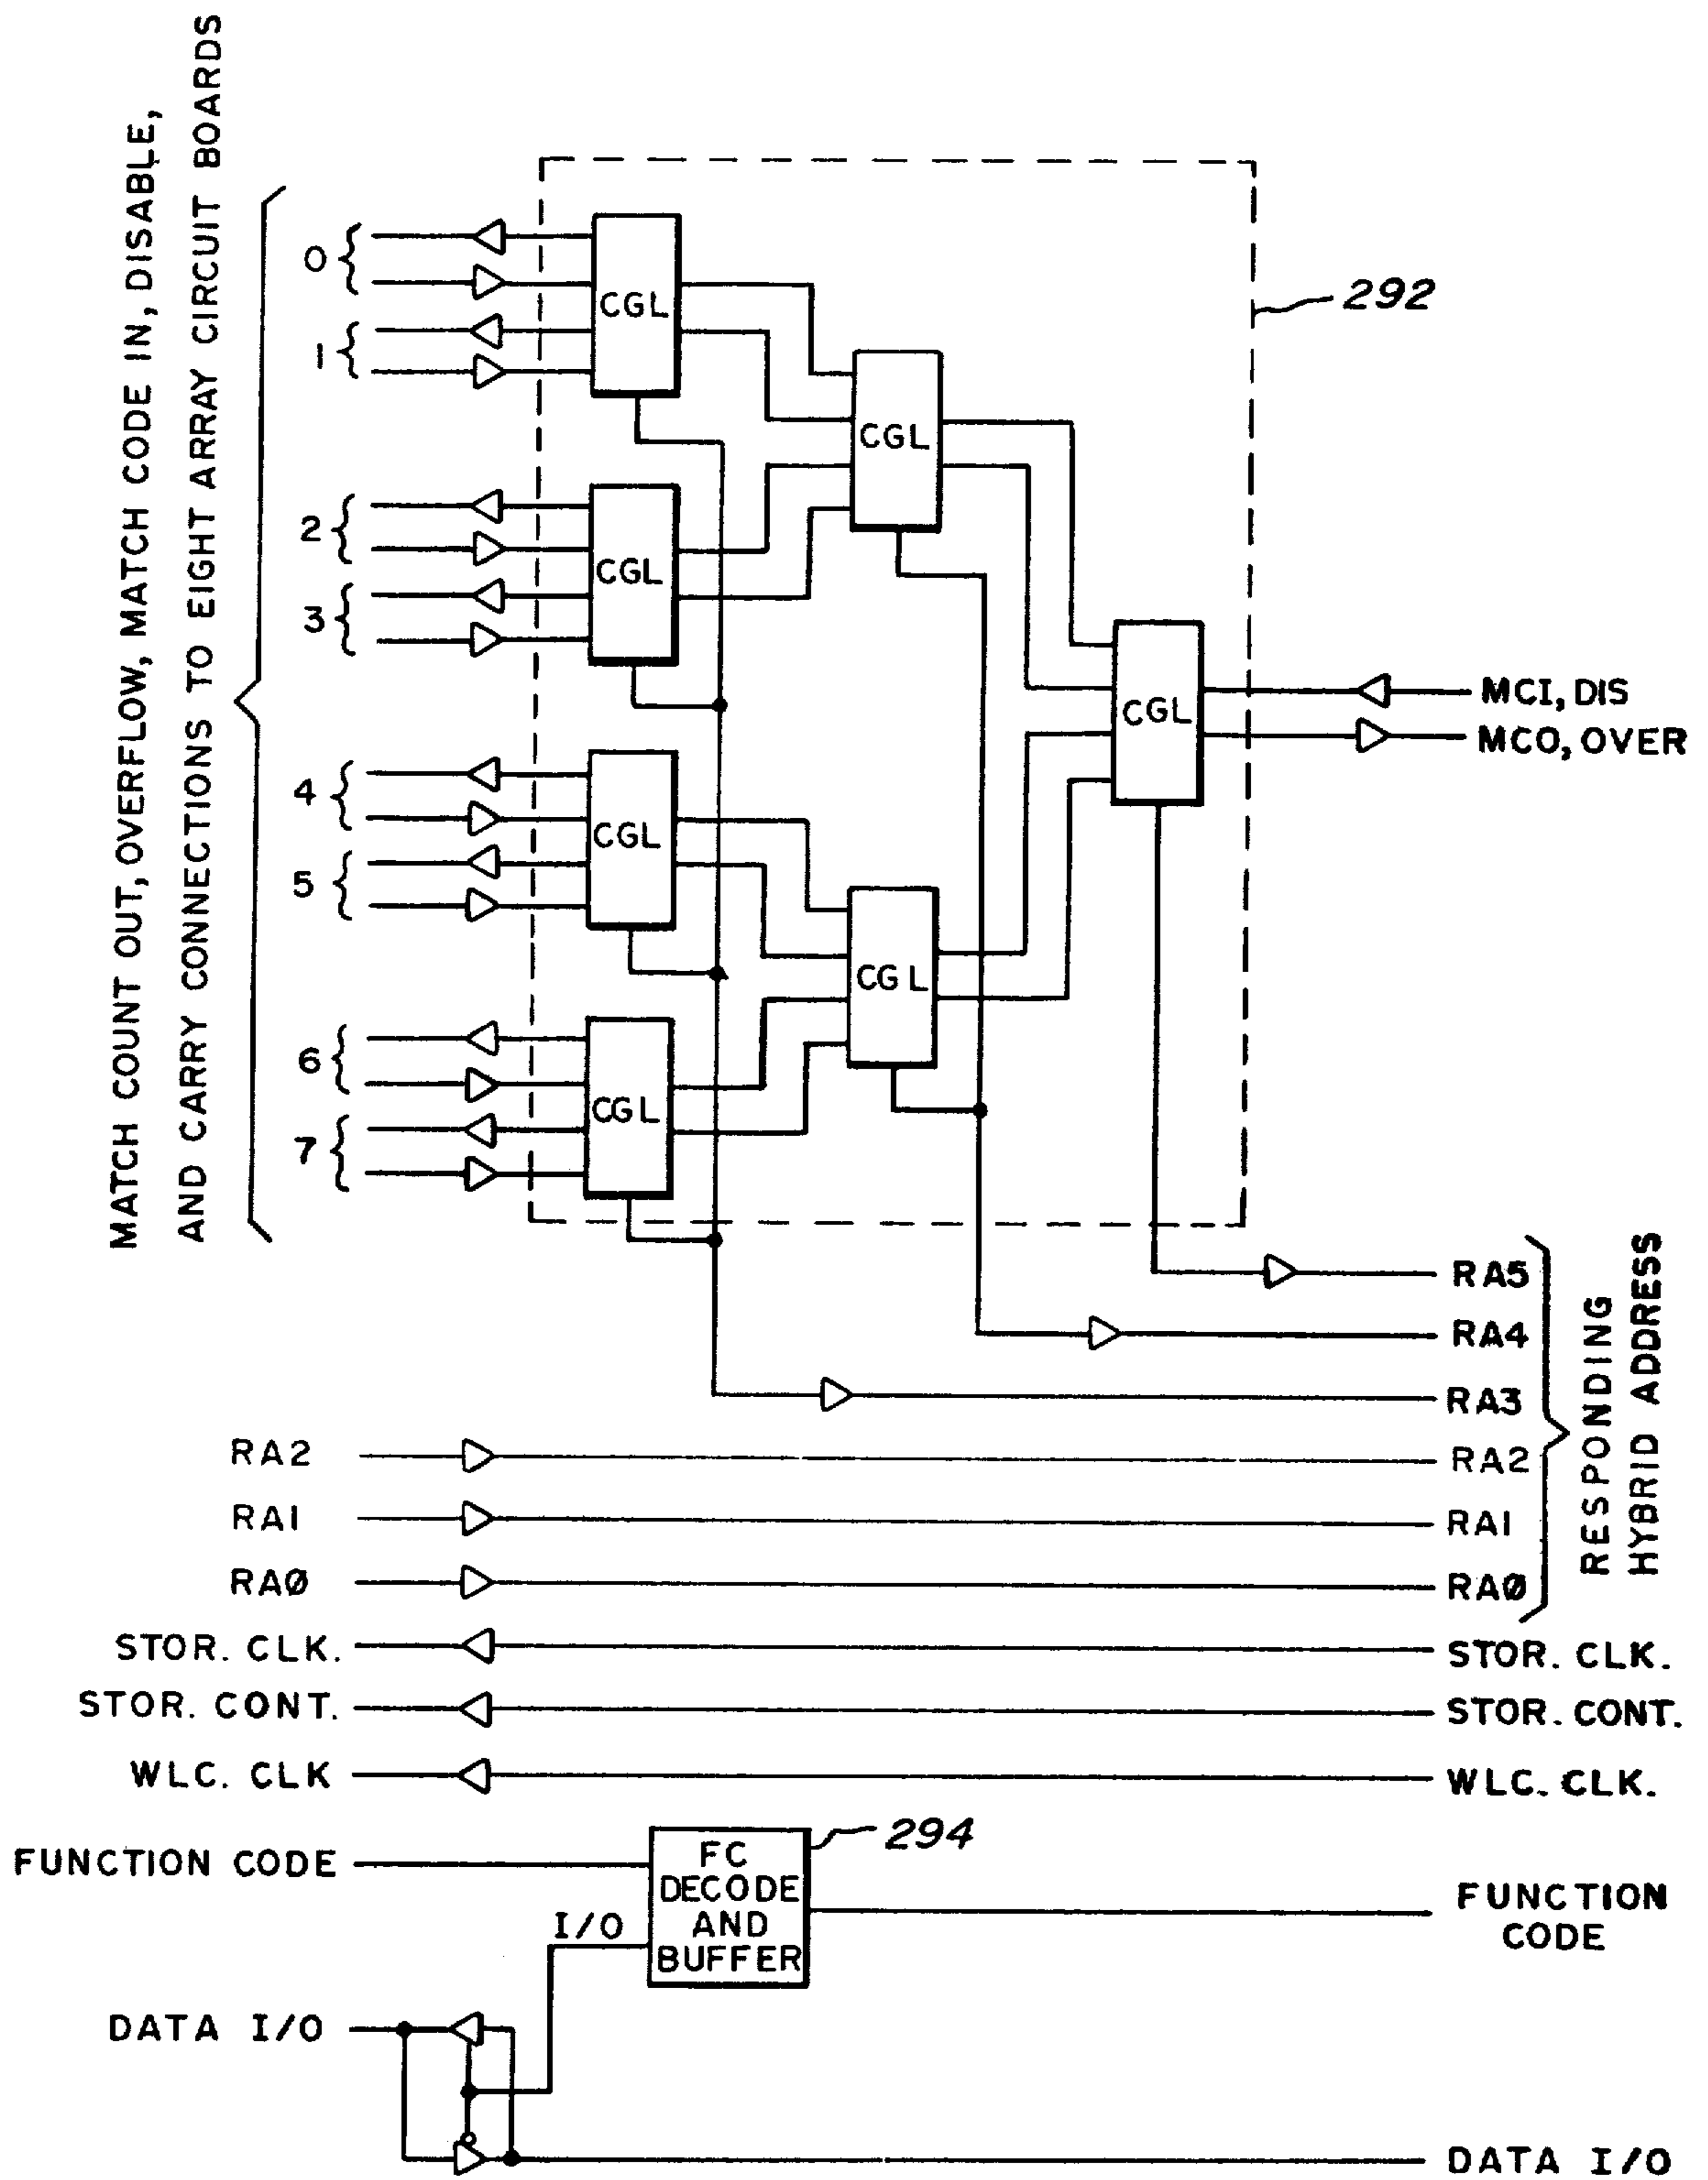 MATCH COUNT OUT, OVERFLOW, MATCH CODE IN, DISABLE,
AND CARRY CONNECTIONS TO EIGHT ARRAY CIRCUIT BOARDS
0
1
2
3
4
5
6
7
CGL
CGL
CGL
CGL
CGL
CGL
CGL
292
MCI, DIS
MCO, OVER
RA5
RA4
RA3
RA2
RA2
RA1
RA1
RAØ
RAØ
RESPONDING
HYBRID ADDRESS
STOR. CLK.
STOR. CLK.
STOR. CONT.
STOR. CONT.
WLC. CLK
WLC. CLK.
294
FUNCTION CODE
FC
DECODE
AND
BUFFER
I/O
FUNCTION
CODE
DATA I/O
DATA I/O